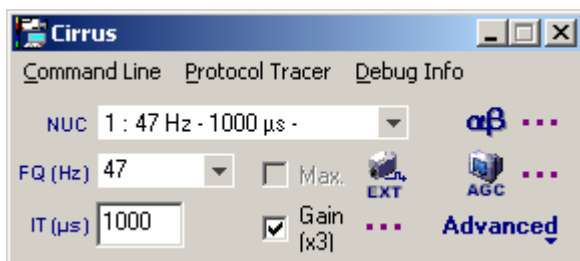 Cirrus
Command Line Protocol Tracer Debug Info
NUC 1 : 47 Hz - 1000 µs - αβ
FQ (Hz) 47 Max. EXT AGC
IT (µs) 1000 Gain (x3) Advanced